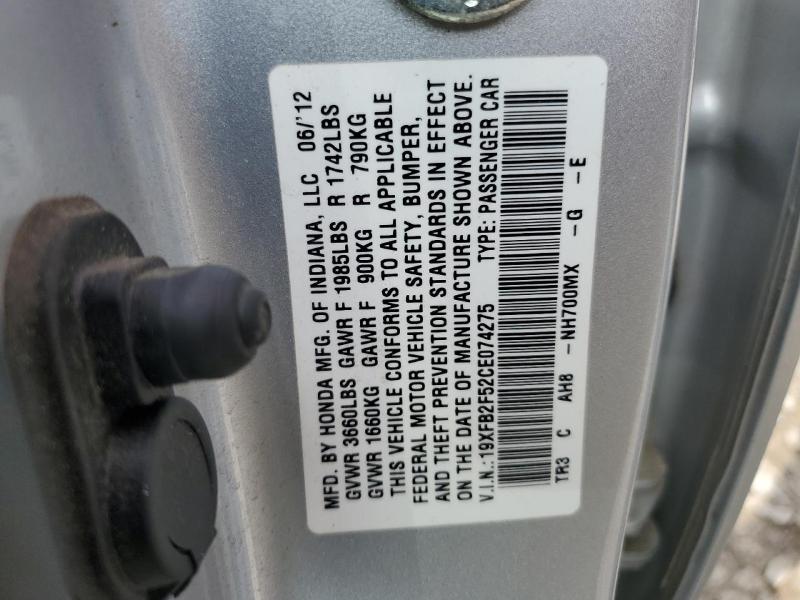 MFD. BY HONDA MFG. OF INDIANA, LLC 06/'12
GVWR 3660LBS GAWR F 1985LBS R 1742LBS
GVWR 1660KG GAWR F 900KG R 790KG
THIS VEHICLE CONFORMS TO ALL APPLICABLE
FEDERAL MOTOR VEHICLE SAFETY, BUMPER,
AND THEFT PREVENTION STANDARDS IN EFFECT
ON THE DATE OF MANUFACTURE SHOWN ABOVE.
V.I.N.:19XFB2F52CE074275 TYPE: PASSENGER CAR
TR3 C AH8 -NH700MX -G -E